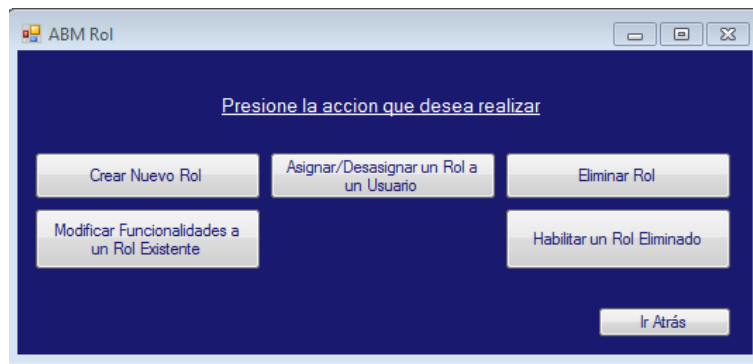 ABM Rol
Presione la accion que desea realizar
Crear Nuevo Rol
Asignar/Desasignar un Rol a
un Usuario
Eliminar Rol
Modificar Funcionalidades a
un Rol Existente
Habilitar un Rol Eliminado
Ir Atrás